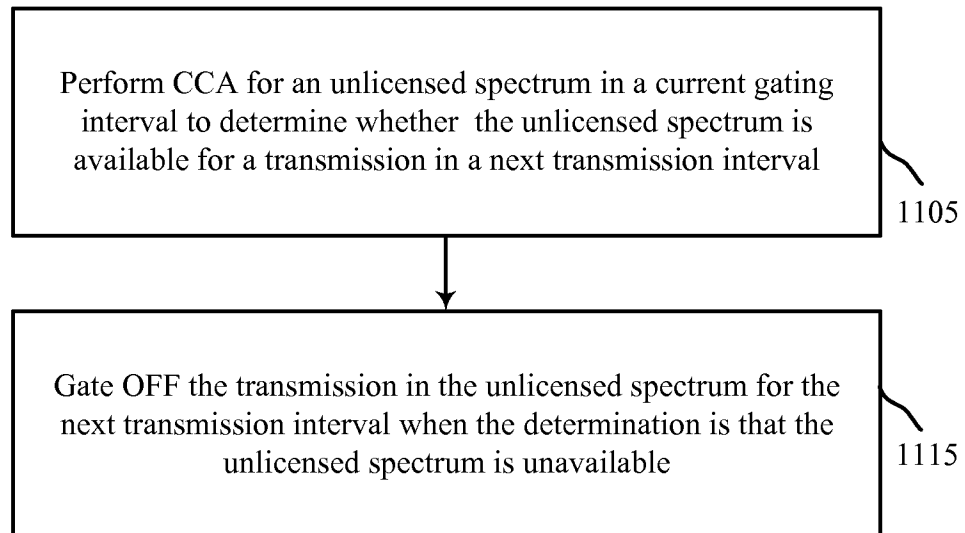 Perform CCA for an unlicensed spectrum in a current gating
interval to determine whether the unlicensed spectrum is
available for a transmission in a next transmission interval
1105
Gate OFF the transmission in the unlicensed spectrum for the
next transmission interval when the determination is that the
unlicensed spectrum is unavailable
1115